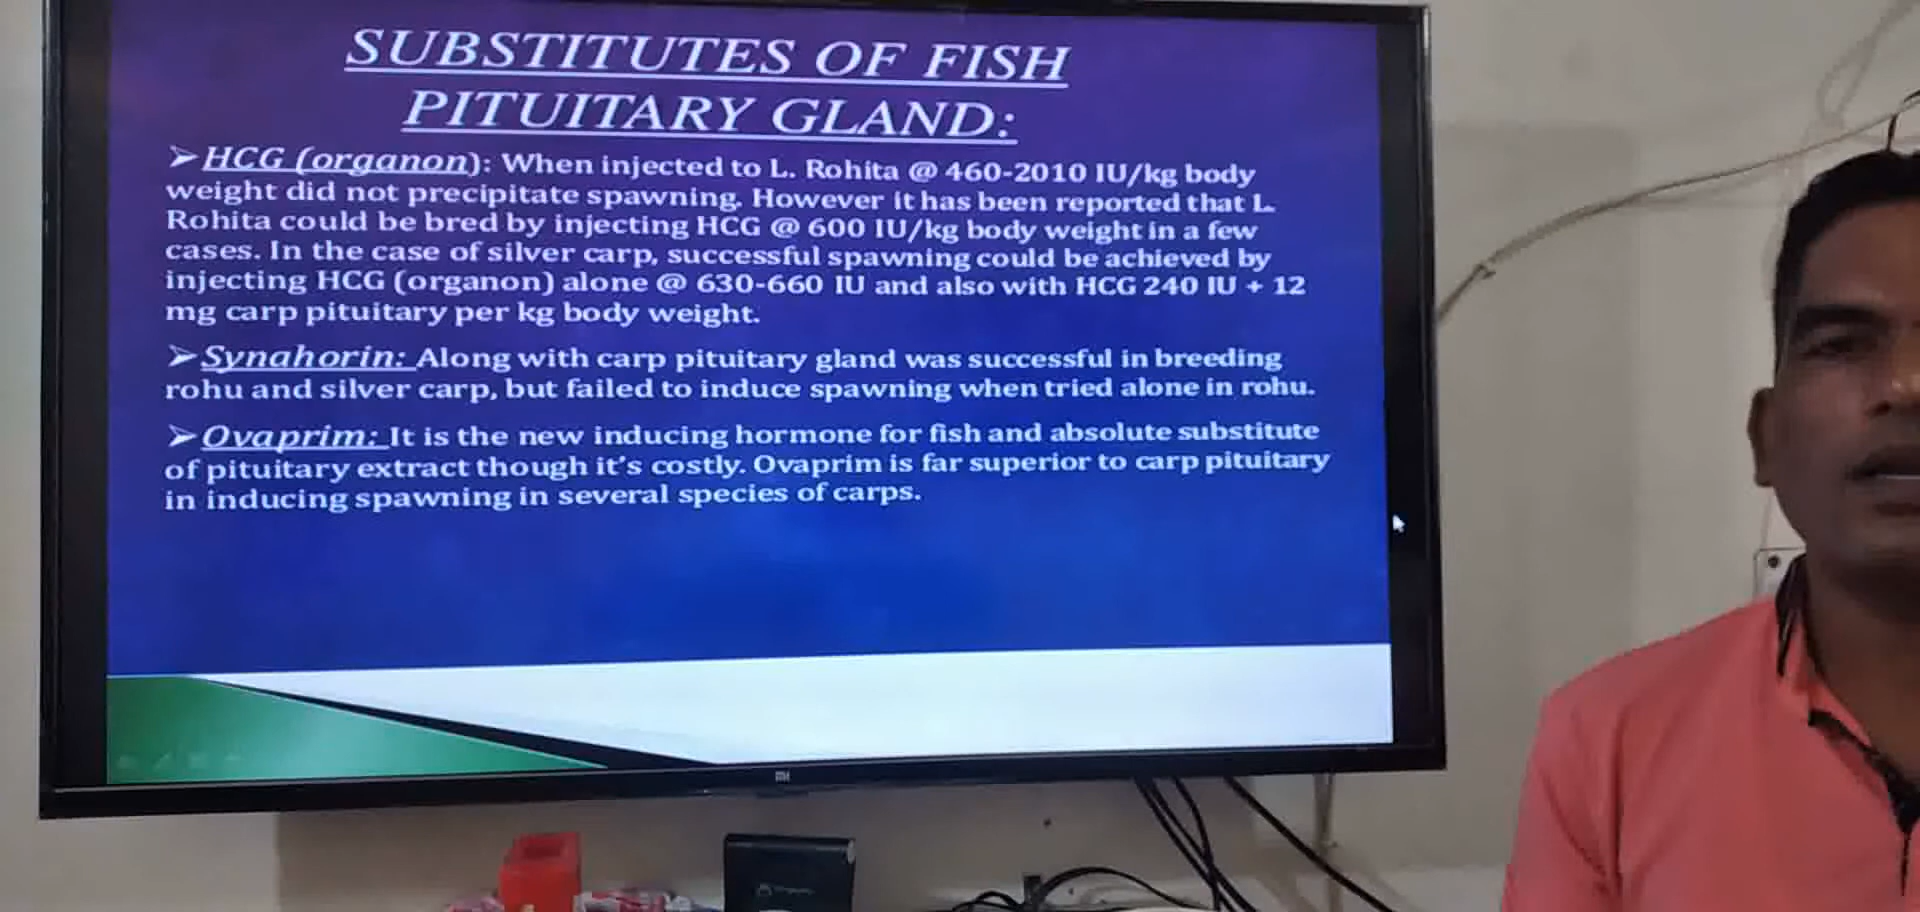 SUBSTITUTES OF FISH
PITUITARY GLAND:
➢HCG (organon): When injected to L. Rohita @ 460-2010 IU/kg body
weight did not precipitate spawning. However it has been reported that L.
Rohita could be bred by injecting HCG @ 600 IU/kg body weight in a few
cases. In the case of silver carp, successful spawning could be achieved by
injecting HCG (organon) alone @ 630-660 IU and also with HCG 240 IU + 12
mg carp pituitary per kg body weight.
➢Synahorin: Along with carp pituitary gland was successful in breeding
rohu and silver carp, but failed to induce spawning when tried alone in rohu.
➢Ovaprim: It is the new inducing hormone for fish and absolute substitute
of pituitary extract though it's costly. Ovaprim is far superior to carp pituitary
in inducing spawning in several species of carps.
mi